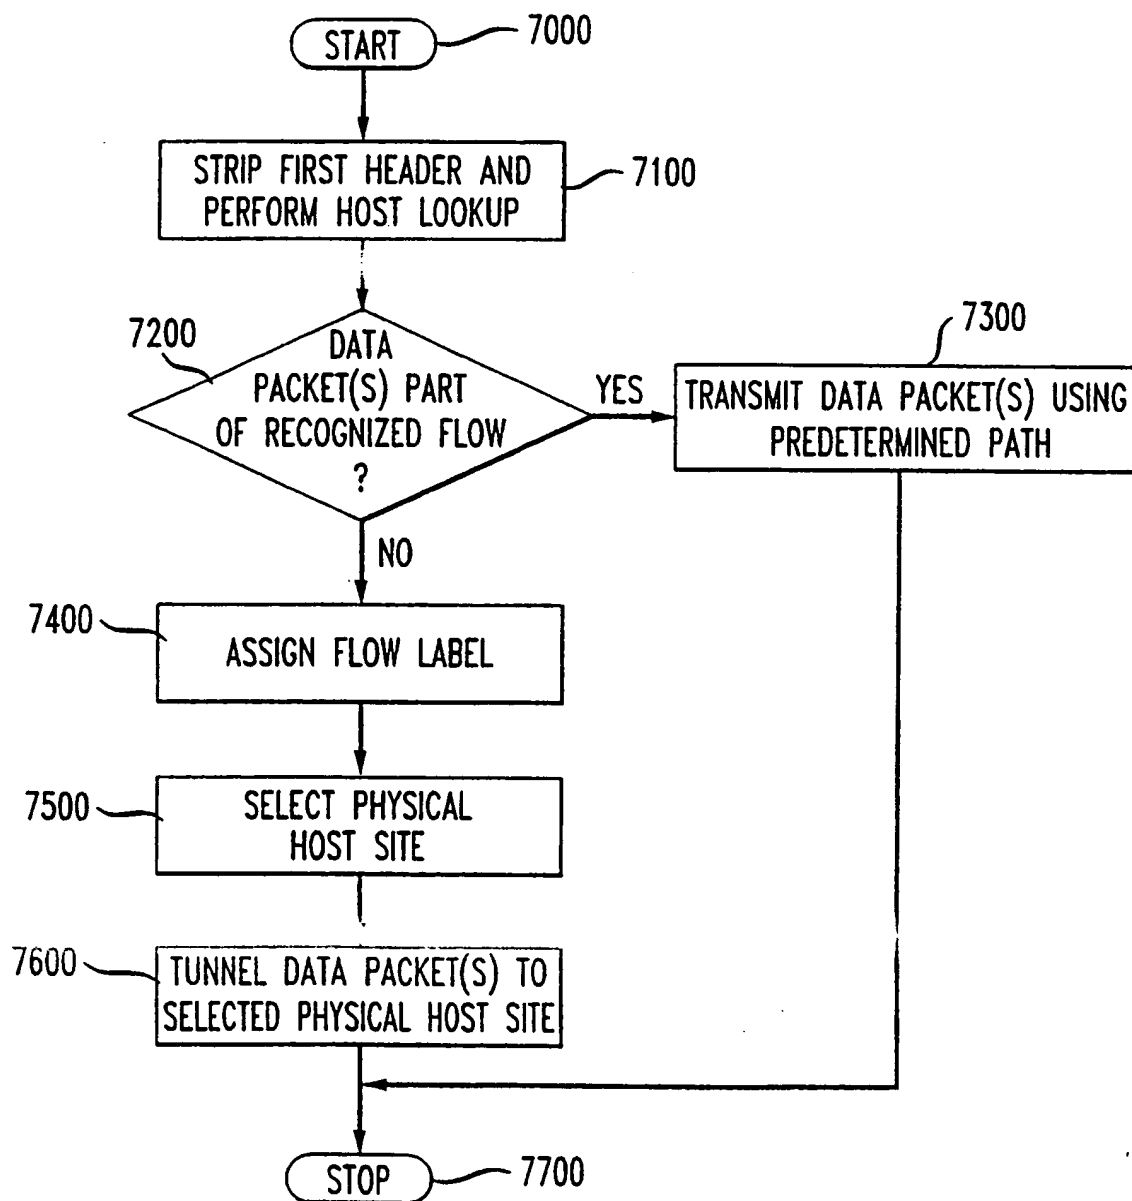 START
7000
STRIP FIRST HEADER AND
PERFORM HOST LOOKUP
7100
7200
DATA
PACKET(S) PART
OF RECOGNIZED FLOW
?
YES
7300
TRANSMIT DATA PACKET(S) USING
PREDETERMINED PATH
NO
7400
ASSIGN FLOW LABEL
7500
SELECT PHYSICAL
HOST SITE
7600
TUNNEL DATA PACKET(S) TO
SELECTED PHYSICAL HOST SITE
STOP
7700